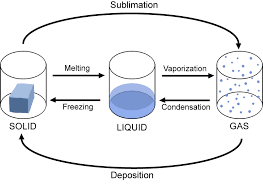 Sublimation
Melting
Vaporization
Freezing
Condensation
SOLID
LIQUID
GAS
Deposition